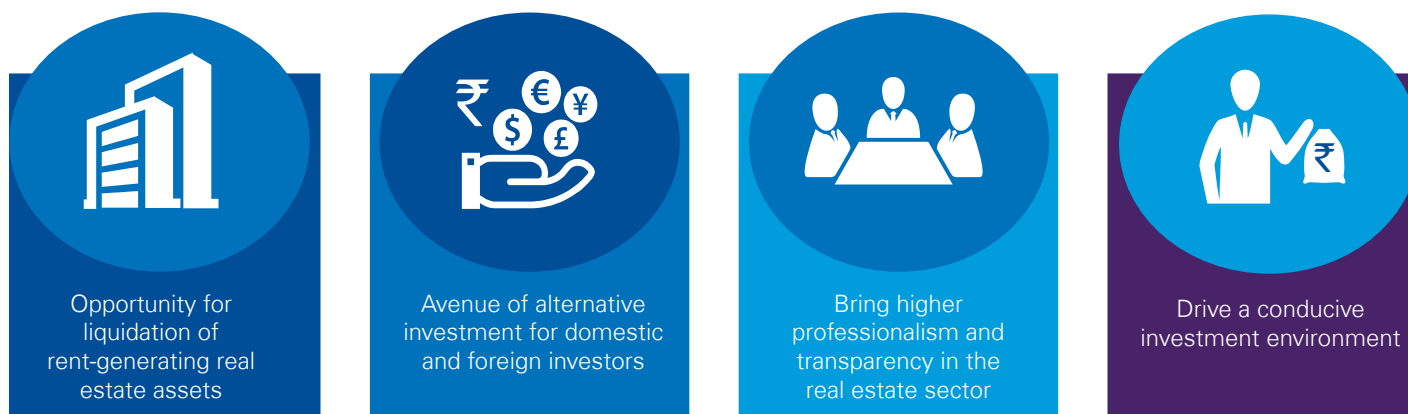 ₹
€
¥
$
£
₹
Opportunity for
liquidation of
rent-generating real
estate assets
Avenue of alternative
investment for domestic
and foreign investors
Bring higher
professionalism and
transparency in the
real estate sector
Drive a conducive
investment environment